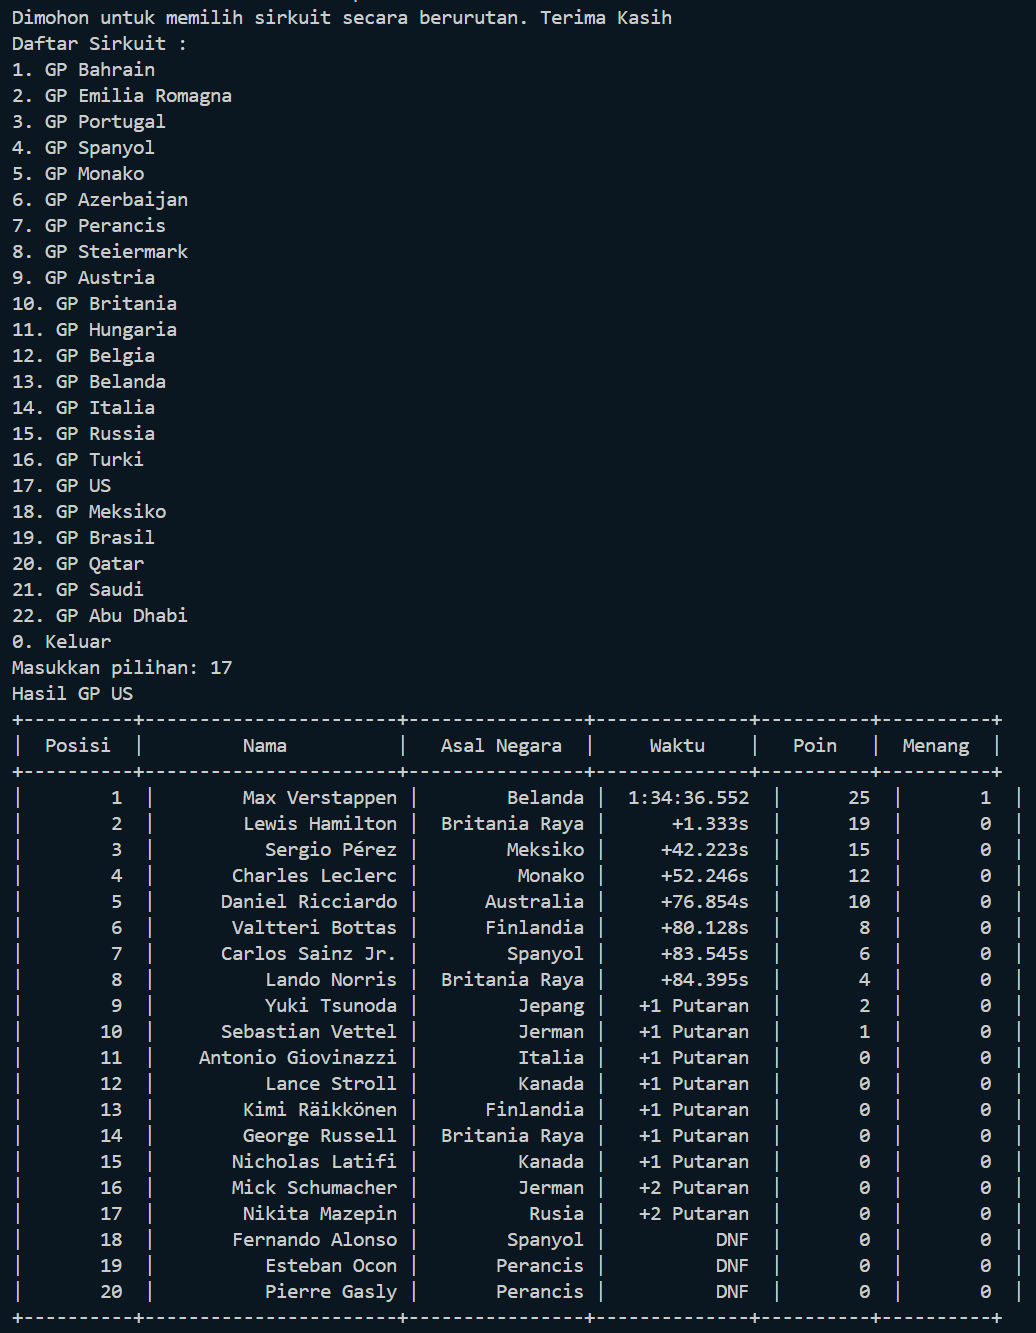 Dimohon untuk memilih sirkuit secara berurutan. Terima Kasih
Daftar Sirkuit :
1. GP Bahrain
2. GP Emilia Romagna
3. GP Portugal
4. GP Spanyol
5. GP Monako
6. GP Azerbaijan
7. GP Perancis
8. GP Steiermark
9. GP Austria
10. GP Britania
11. GP Hungaria
12. GP Belgia
13. GP Belanda
14. GP Italia
15. GP Russia
16. GP Turki
17. GP US
18. GP Meksiko
19. GP Brasil
20. GP Qatar
21. GP Saudi
22. GP Abu Dhabi
0. Keluar
Masukkan pilihan: 17
Hasil GP US
+----------+-----------------------+----------------+--------------+----------+----------+
|  Posisi  |         Nama          |   Asal Negara  |     Waktu    |   Poin   |  Menang  |
+----------+-----------------------+----------------+--------------+----------+----------+
|        1  |        Max Verstappen |        Belanda |  1:34:36.552  |      25  |       1  |
|        2  |        Lewis Hamilton |  Britania Raya |      +1.333s  |      19  |       0  |
|        3  |          Sergio Pérez |        Meksiko |     +42.223s  |      15  |       0  |
|        4  |       Charles Leclerc |         Monako |     +52.246s  |      12  |       0  |
|        5  |      Daniel Ricciardo |      Australia |     +76.854s  |      10  |       0  |
|        6  |       Valtteri Bottas |      Finlandia |     +80.128s  |       8  |       0  |
|        7  |      Carlos Sainz Jr. |        Spanyol |     +83.545s  |       6  |       0  |
|        8  |          Lando Norris |  Britania Raya |     +84.395s  |       4  |       0  |
|        9  |          Yuki Tsunoda |         Jepang |   +1 Putaran  |       2  |       0  |
|       10  |      Sebastian Vettel |         Jerman |   +1 Putaran  |       1  |       0  |
|       11  |    Antonio Giovinazzi |         Italia |   +1 Putaran  |       0  |       0  |
|       12  |          Lance Stroll |         Kanada |   +1 Putaran  |       0  |       0  |
|       13  |        Kimi Räikkönen |      Finlandia |   +1 Putaran  |       0  |       0  |
|       14  |        George Russell |  Britania Raya |   +1 Putaran  |       0  |       0  |
|       15  |       Nicholas Latifi |         Kanada |   +1 Putaran  |       0  |       0  |
|       16  |       Mick Schumacher |         Jerman |   +2 Putaran  |       0  |       0  |
|       17  |        Nikita Mazepin |          Rusia |   +2 Putaran  |       0  |       0  |
|       18  |       Fernando Alonso |        Spanyol |          DNF  |       0  |       0  |
|       19  |          Esteban Ocon |       Perancis |          DNF  |       0  |       0  |
|       20  |          Pierre Gasly |       Perancis |          DNF  |       0  |       0  |
+----------+-----------------------+----------------+--------------+----------+----------+